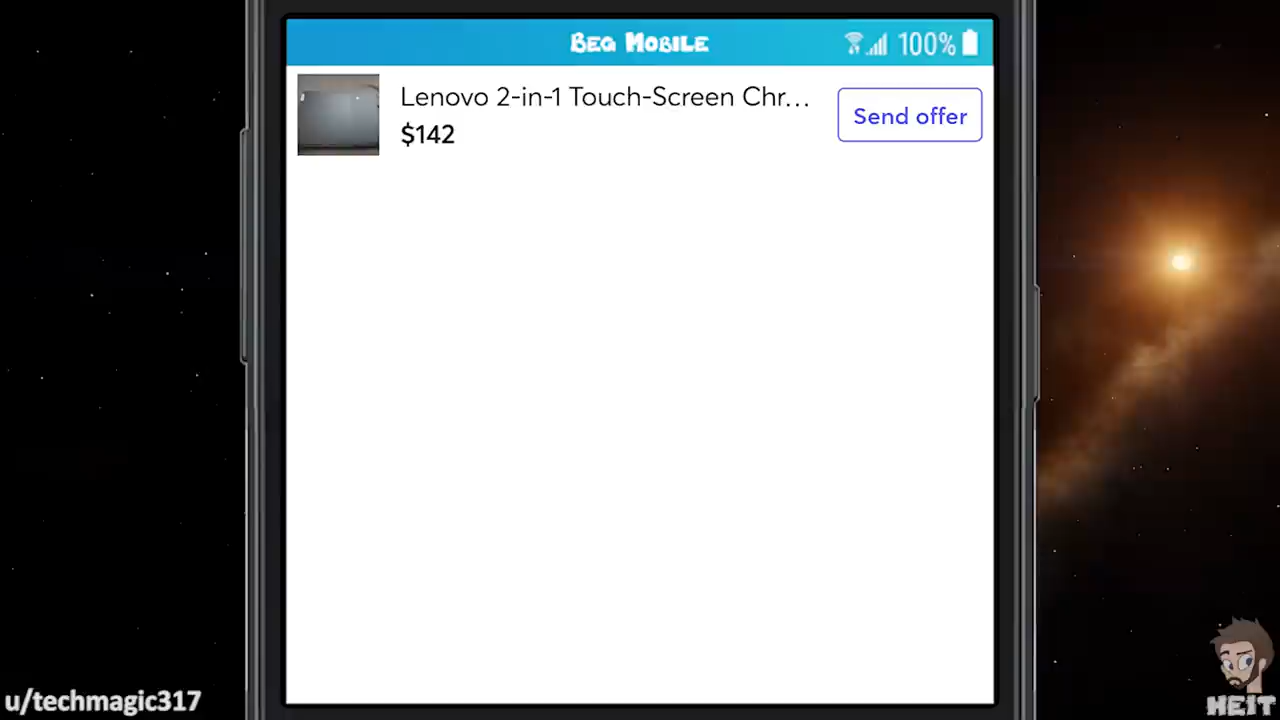 BEG MOBILE
100%
Lenovo 2-in-1 Touch-Screen Chr...
$142
Send offer
u/techmagic317
HEIT